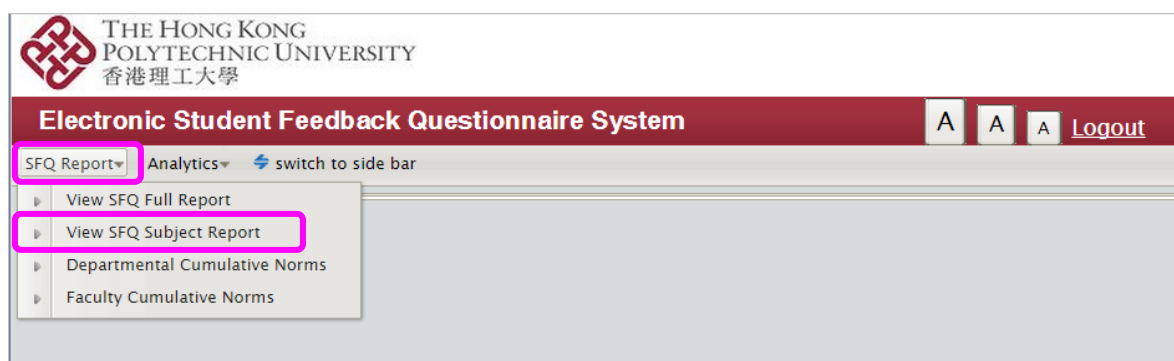 THE HONG KONG
POLYTECHNIC UNIVERSITY
香港理工大學
Electronic Student Feedback Questionnaire System
A A A Logout
SFQ Report Analytics switch to side bar
View SFQ Full Report
View SFQ Subject Report
Departmental Cumulative Norms
Faculty Cumulative Norms